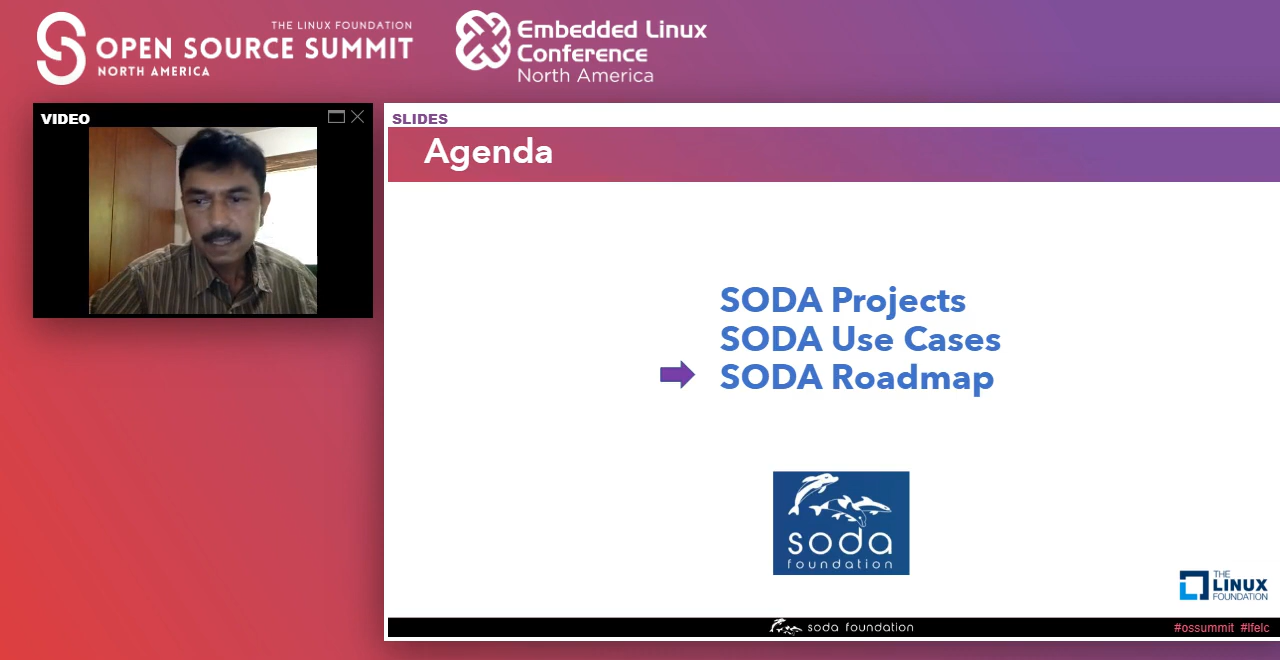 THE LINUX FOUNDATION
OPEN SOURCE SUMMIT
NORTH AMERICA
Embedded Linux
Conference
North America
VIDEO
SLIDES
Agenda
SODA Projects
SODA Use Cases
SODA Roadmap
soda
foundation
THE
LINUX
FOUNDATION
soda foundation
#ossummit #lfelc